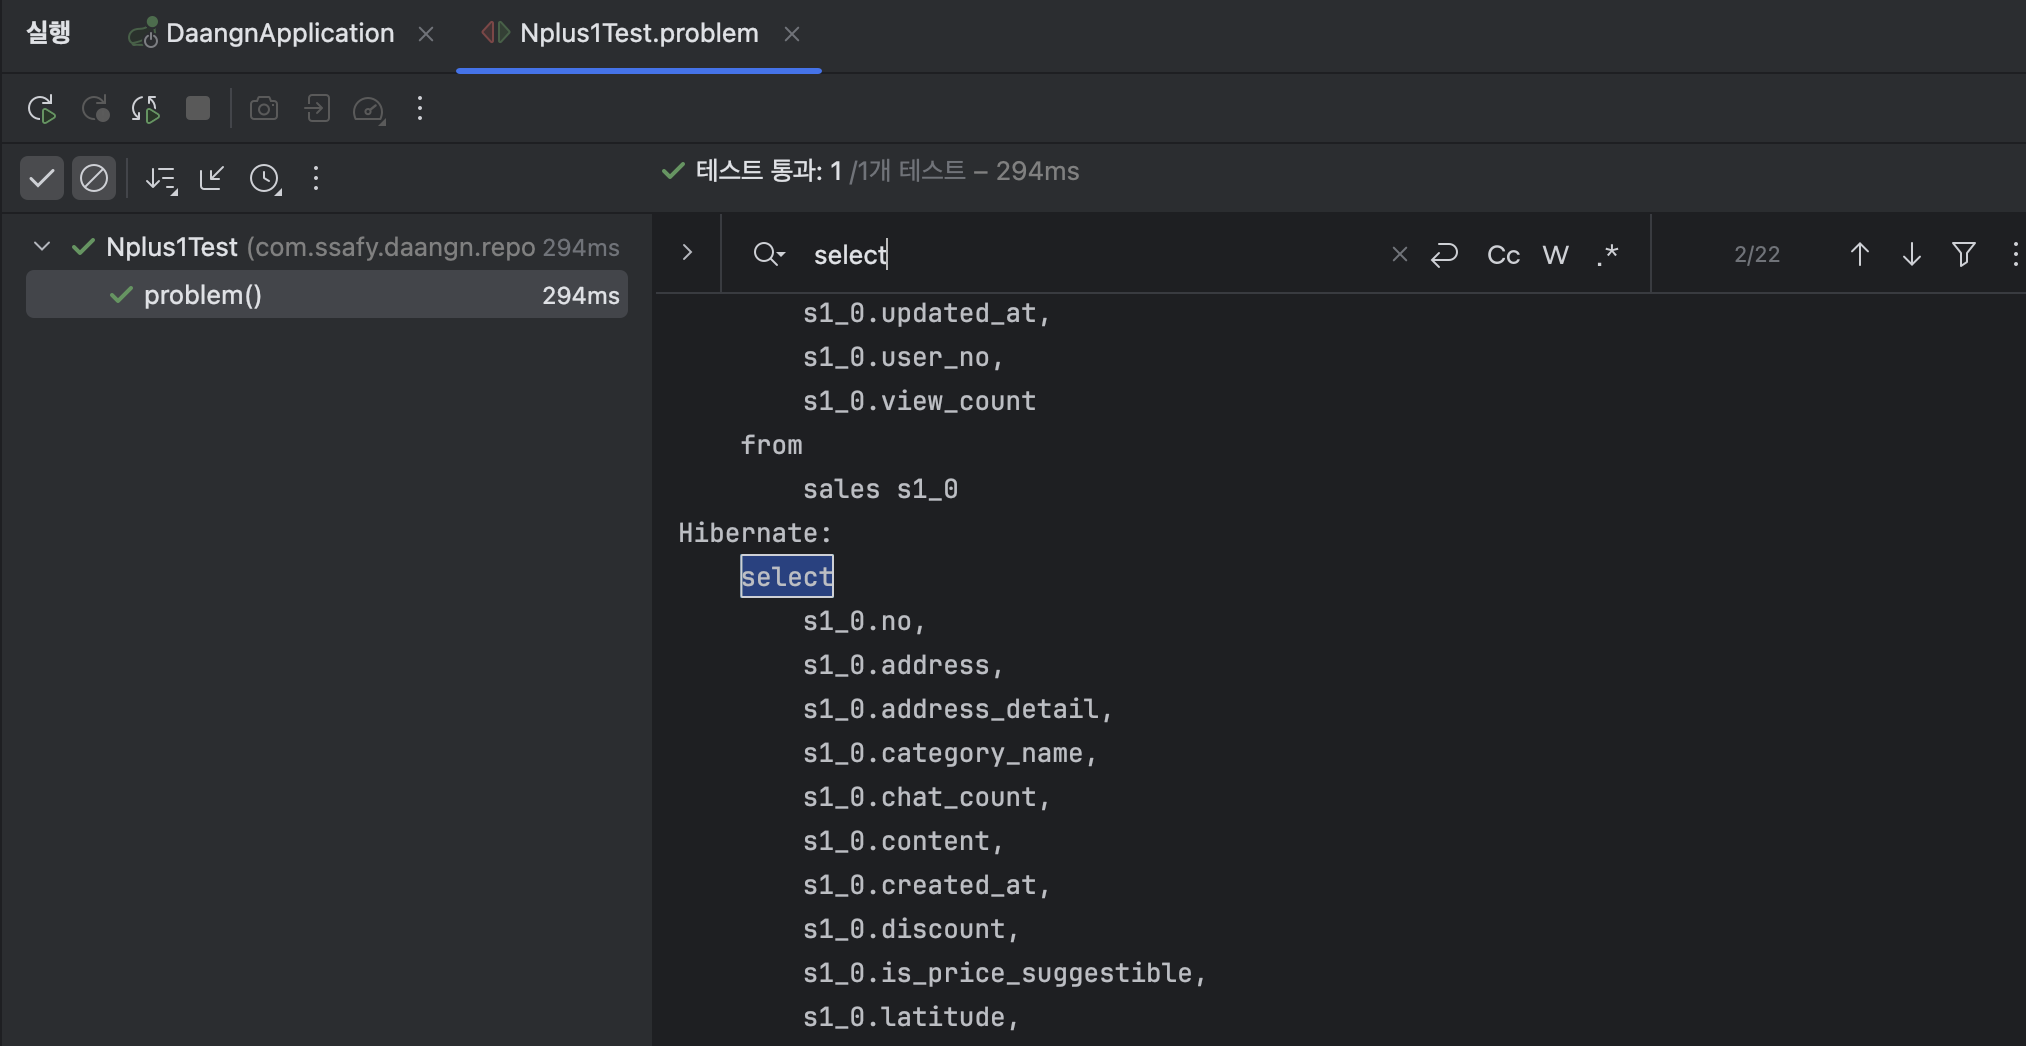 실행 DaangnApplication Nplus1Test.problem
테스트 통과: 1 /1개 테스트 – 294ms
Nplus1Test (com.ssafy.daangn.repo 294ms
problem() 294ms
select Cc W .* 2/22
s1_0.updated_at,
s1_0.user_no,
s1_0.view_count
from
sales s1_0
Hibernate:
select
s1_0.no,
s1_0.address,
s1_0.address_detail,
s1_0.category_name,
s1_0.chat_count,
s1_0.content,
s1_0.created_at,
s1_0.discount,
s1_0.is_price_suggestible,
s1_0.latitude,